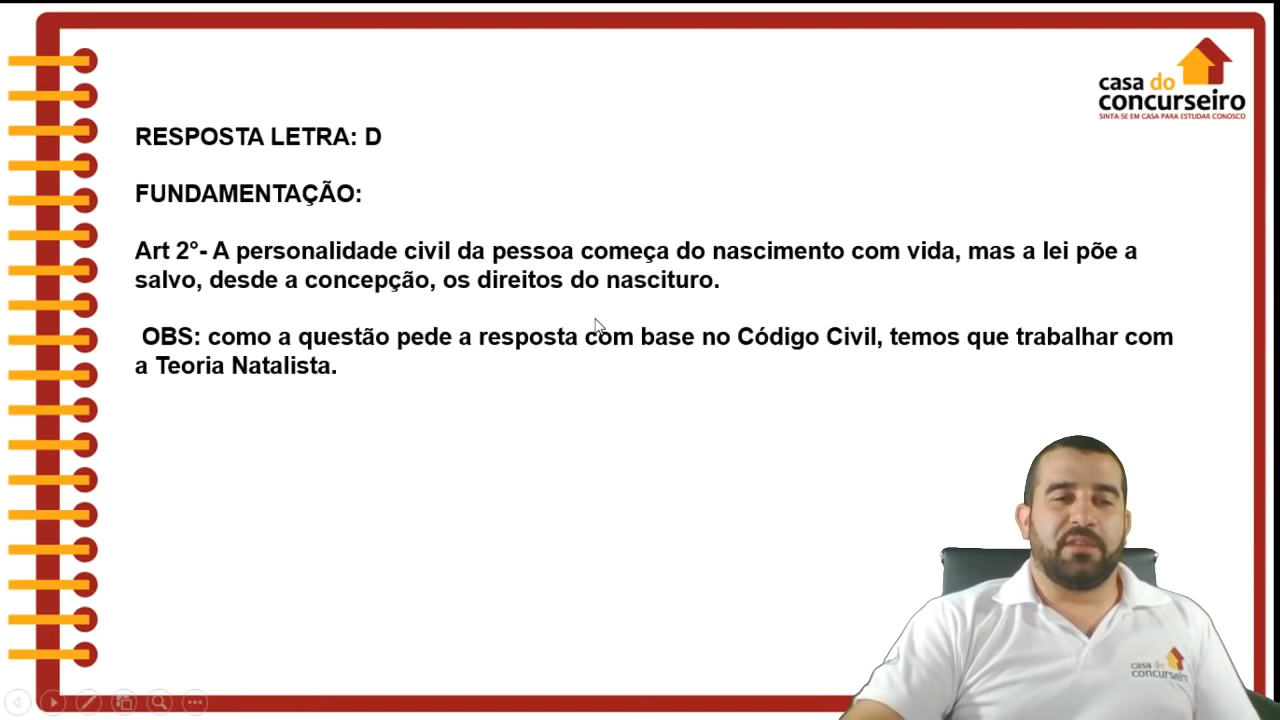 casa do
concurseiro
SINTA-SE EM CASA PARA ESTUDAR CONOSCO
RESPOSTA LETRA: D
FUNDAMENTAÇÃO:
Art 2°- A personalidade civil da pessoa começa do nascimento com vida, mas a lei põe a
salvo, desde a concepção, os direitos do nascituro.
OBS: como a questão pede a resposta com base no Código Civil, temos que trabalhar com
a Teoria Natalista.
casa do
concurseiro